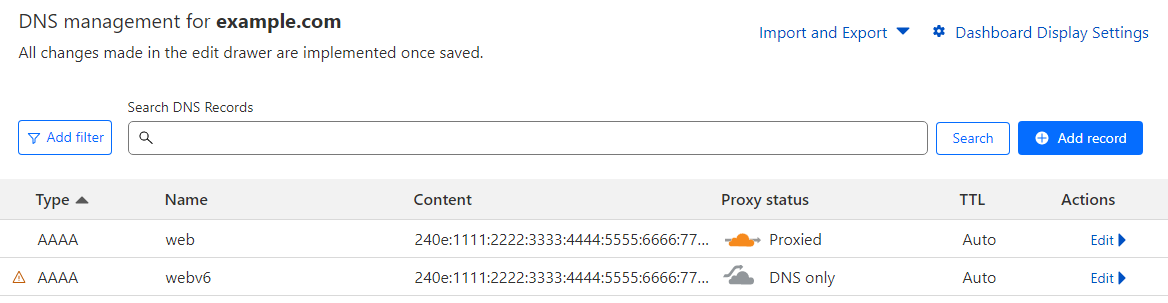 DNS management for example.com
All changes made in the edit drawer are implemented once saved.
Import and Export Dashboard Display Settings
Search DNS Records
Add filter Search Add record
Type Name Content Proxy status TTL Actions
AAAA web 240e:1111:2222:3333:4444:5555:6666:77... Proxied Auto Edit
AAAA webv6 240e:1111:2222:3333:4444:5555:6666:77... DNS only Auto Edit